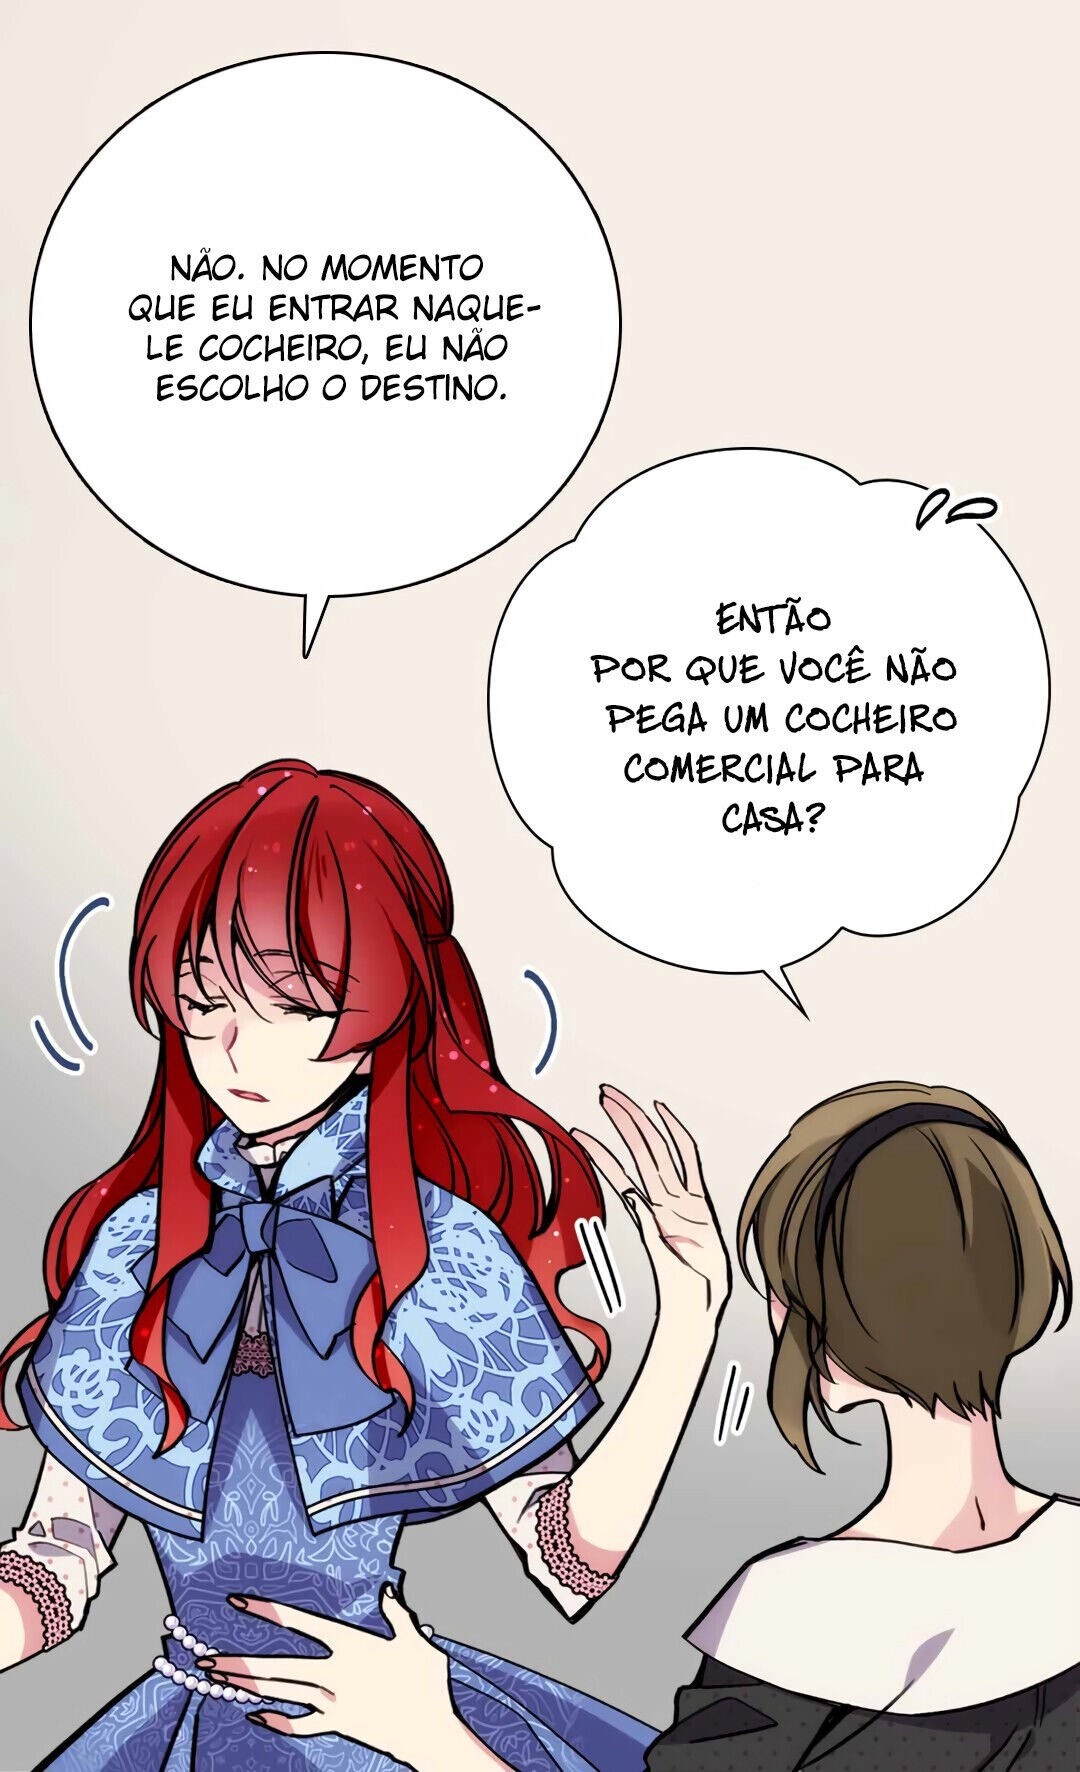 NÃO. NO MOMENTO
QUE EU ENTRAR NAQUE-
LE COCHEIRO, EU NÃO
ESCOLHO O DESTINO.
ENTÃO
POR QUE VOCÊ NÃO
PEGA UM COCHEIRO
COMERCIAL PARA
CASA?